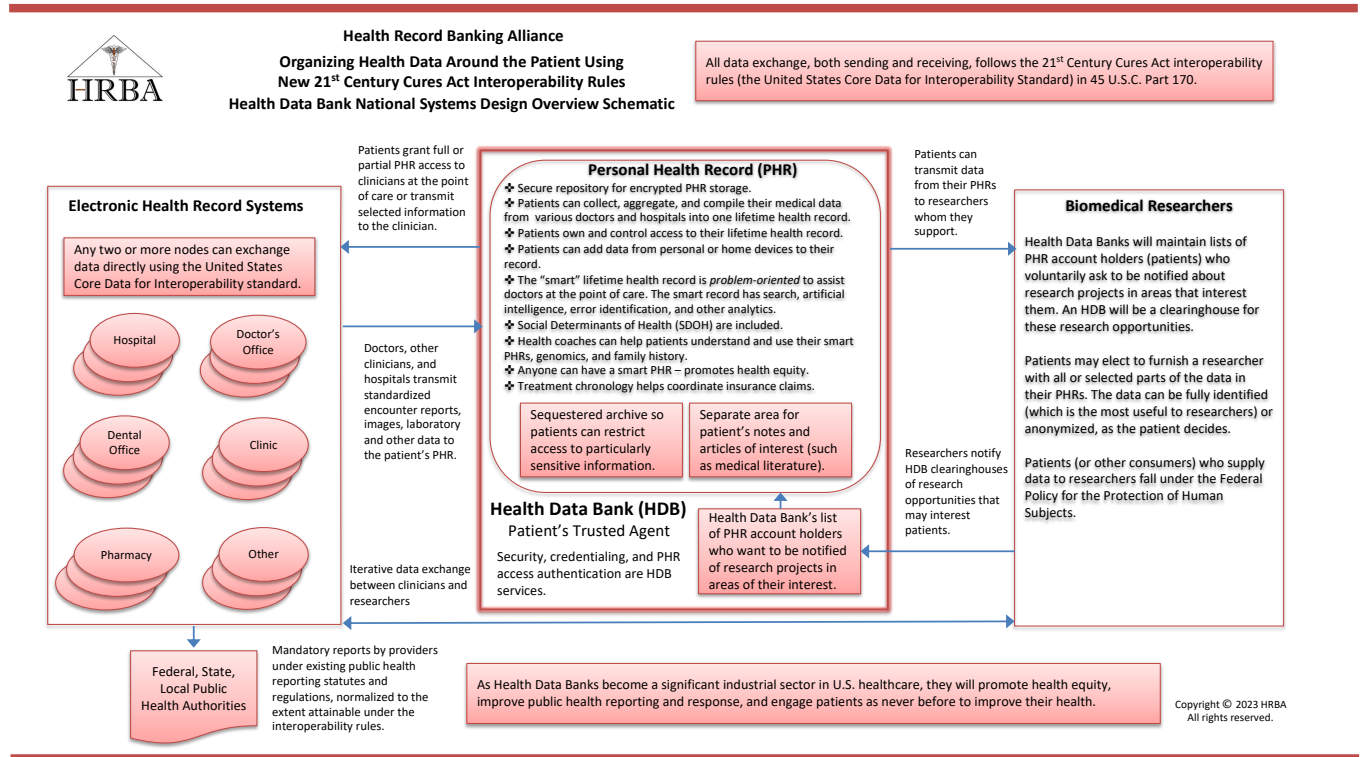 HRBA
Health Record Banking Alliance
Organizing Health Data Around the Patient Using
New 21st Century Cures Act Interoperability Rules
Health Data Bank National Systems Design Overview Schematic
All data exchange, both sending and receiving, follows the 21st Century Cures Act interoperability
rules (the United States Core Data for Interoperability Standard) in 45 U.S.C. Part 170.
Electronic Health Record Systems
Any two or more nodes can exchange
data directly using the United States
Core Data for Interoperability standard.
Hospital
Doctor's
Office
Dental
Office
Clinic
Pharmacy
Other
Patients grant full or
partial PHR access to
clinicians at the point
of care or transmit
selected information
to the clinician.
Doctors, other
clinicians, and
hospitals transmit
standardized
encounter reports,
images, laboratory
and other data to
the patient's PHR.
Iterative data exchange
between clinicians and
researchers
Personal Health Record (PHR)
❖ Secure repository for encrypted PHR storage.
❖ Patients can collect, aggregate, and compile their medical data
from various doctors and hospitals into one lifetime health record.
❖ Patients own and control access to their lifetime health record.
❖ Patients can add data from personal or home devices to their
record.
❖ The “smart” lifetime health record is problem-oriented to assist
doctors at the point of care. The smart record has search, artificial
intelligence, error identification, and other analytics.
❖ Social Determinants of Health (SDOH) are included.
❖ Health coaches can help patients understand and use their smart
PHRs, genomics, and family history.
❖ Anyone can have a smart PHR – promotes health equity.
❖ Treatment chronology helps coordinate insurance claims.
Sequestered archive so
patients can restrict
access to particularly
sensitive information.
Separate area for
patient's notes and
articles of interest (such
as medical literature).
Health Data Bank (HDB)
Patient's Trusted Agent
Security, credentialing, and PHR
access authentication are HDB
services.
Health Data Bank's list
of PHR account holders
who want to be notified
of research projects in
areas of their interest.
Patients can
transmit data
from their PHRs
to researchers
whom they
support.
Researchers notify
HDB clearinghouses
of research
opportunities that
may interest
patients.
Biomedical Researchers
Health Data Banks will maintain lists of
PHR account holders (patients) who
voluntarily ask to be notified about
research projects in areas that interest
them. An HDB will be a clearinghouse for
these research opportunities.
Patients may elect to furnish a researcher
with all or selected parts of the data in
their PHRs. The data can be fully identified
(which is the most useful to researchers) or
anonymized, as the patient decides.
Patients (or other consumers) who supply
data to researchers fall under the Federal
Policy for the Protection of Human
Subjects.
Federal, State,
Local Public
Health Authorities
Mandatory reports by providers
under existing public health
reporting statutes and
regulations, normalized to the
extent attainable under the
interoperability rules.
As Health Data Banks become a significant industrial sector in U.S. healthcare, they will promote health equity,
improve public health reporting and response, and engage patients as never before to improve their health.
Copyright © 2023 HRBA
All rights reserved.